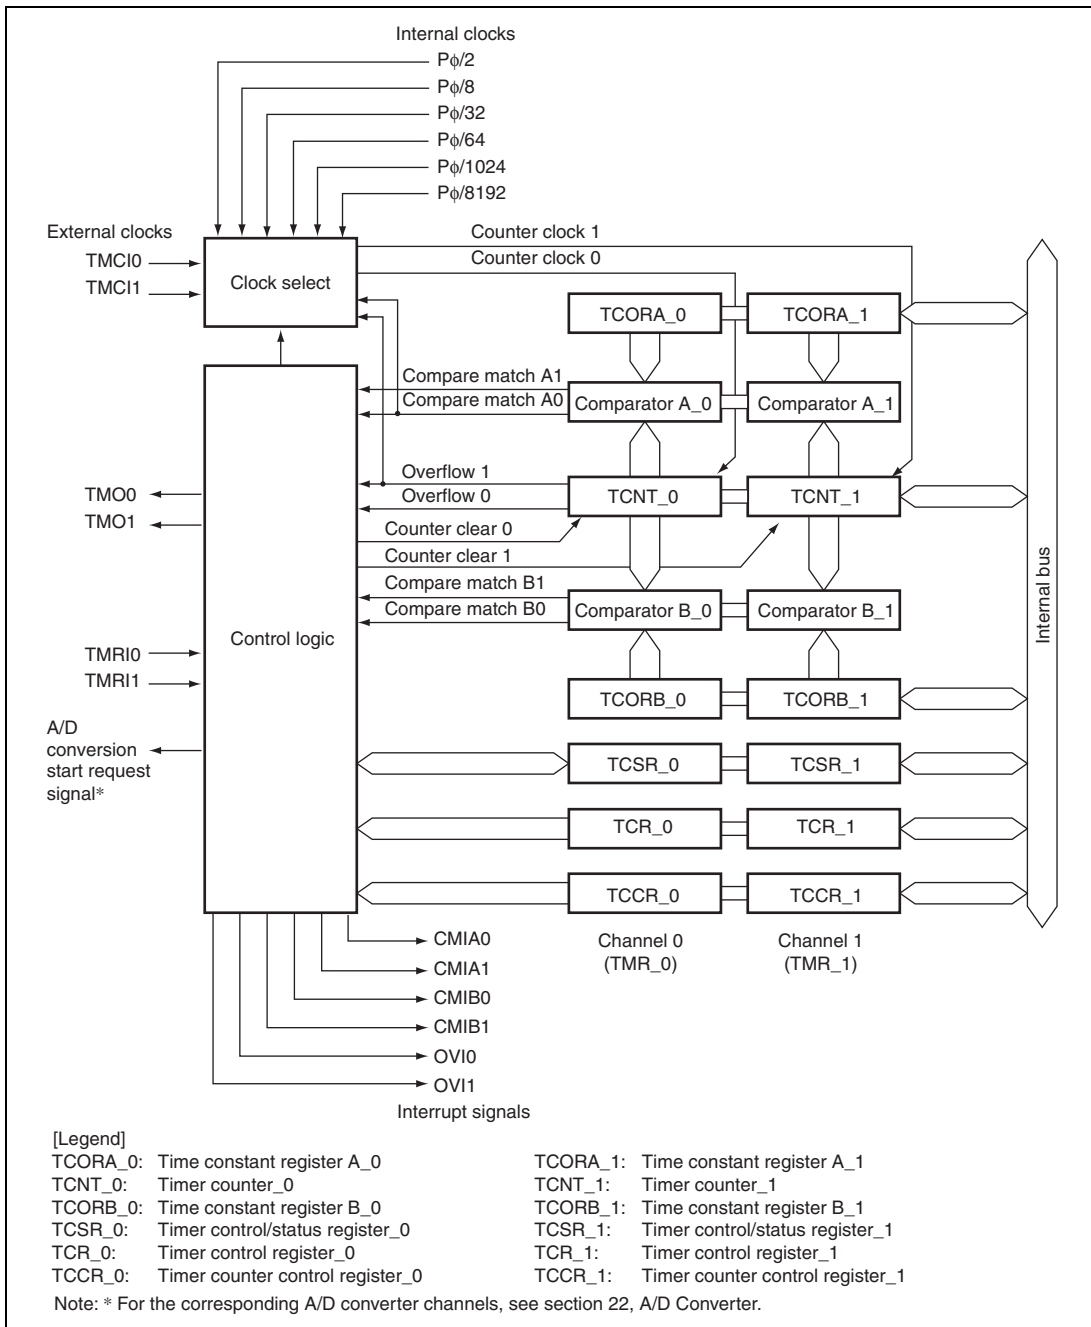 Internal clocks
Pϕ/2
Pϕ/8
Pϕ/32
Pϕ/64
Pϕ/1024
Pϕ/8192
External clocks
TMCI0
TMCI1
Clock select
Counter clock 1
Counter clock 0
TCORA_0
TCORA_1
Compare match A1
Compare match A0
Comparator A_0
Comparator A_1
Overflow 1
Overflow 0
TCNT_0
TCNT_1
TMO0
TMO1
Counter clear 0
Counter clear 1
Compare match B1
Compare match B0
Comparator B_0
Comparator B_1
Control logic
Internal bus
TMRI0
TMRI1
TCORB_0
TCORB_1
A/D
conversion
start request
signal*
TCSR_0
TCSR_1
TCR_0
TCR_1
TCCR_0
TCCR_1
Channel 0
(TMR_0)
Channel 1
(TMR_1)
CMIA0
CMIA1
CMIB0
CMIB1
OVI0
OVI1
Interrupt signals
[Legend]
TCORA_0: Time constant register A_0
TCNT_0: Timer counter_0
TCORB_0: Time constant register B_0
TCSR_0: Timer control/status register_0
TCR_0: Timer control register_0
TCCR_0: Timer counter control register_0
TCORA_1: Time constant register A_1
TCNT_1: Timer counter_1
TCORB_1: Time constant register B_1
TCSR_1: Timer control/status register_1
TCR_1: Timer control register_1
TCCR_1: Timer counter control register_1
Note: * For the corresponding A/D converter channels, see section 22, A/D Converter.